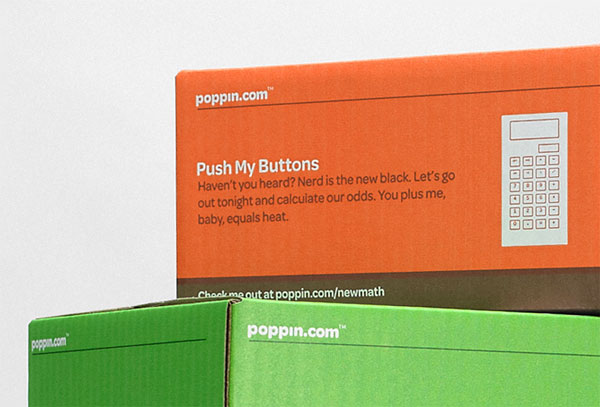 poppin.com™
Push My Buttons
Haven't you heard? Nerd is the new black. Let's go
out tonight and calculate our odds. You plus me,
baby, equals heat.
Check me out at poppin.com/newmath
poppin.com™
poppin.com™